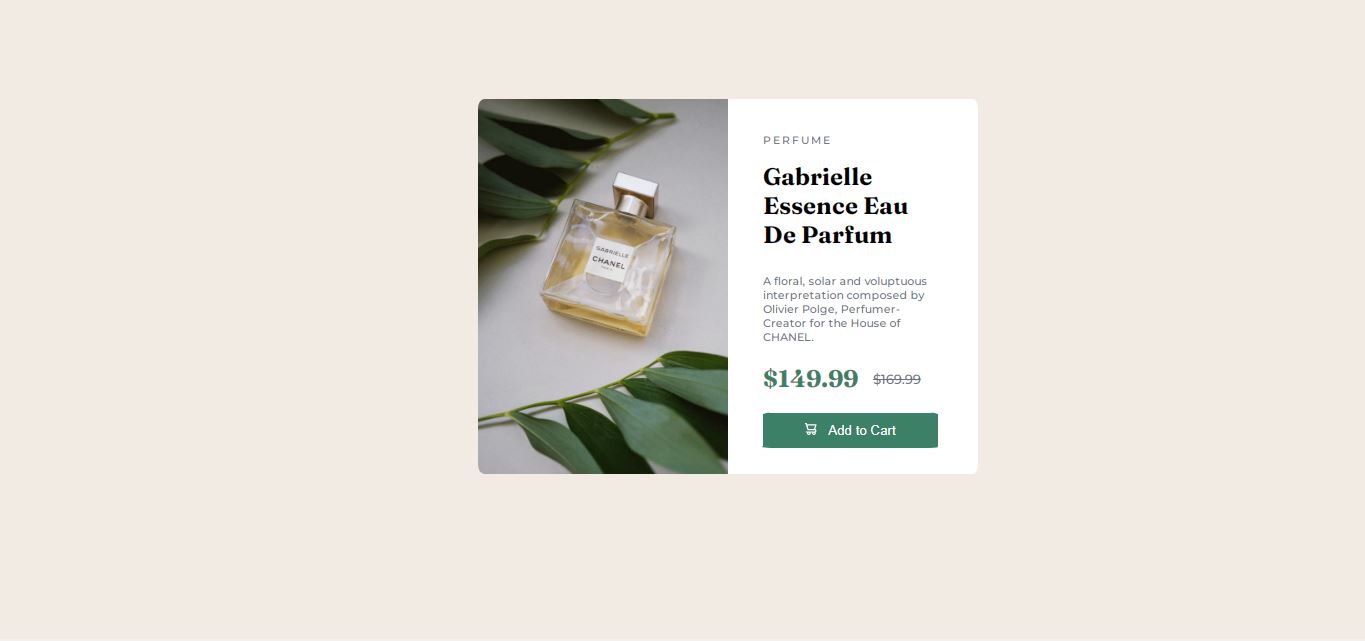 GABRIELLE
CHANEL
PERFUME
Gabrielle
Essence Eau
De Parfum
A floral, solar and voluptuous
interpretation composed by
Olivier Polge, Perfumer-
Creator for the House of
CHANEL.
$149.99 $169.99
Add to Cart